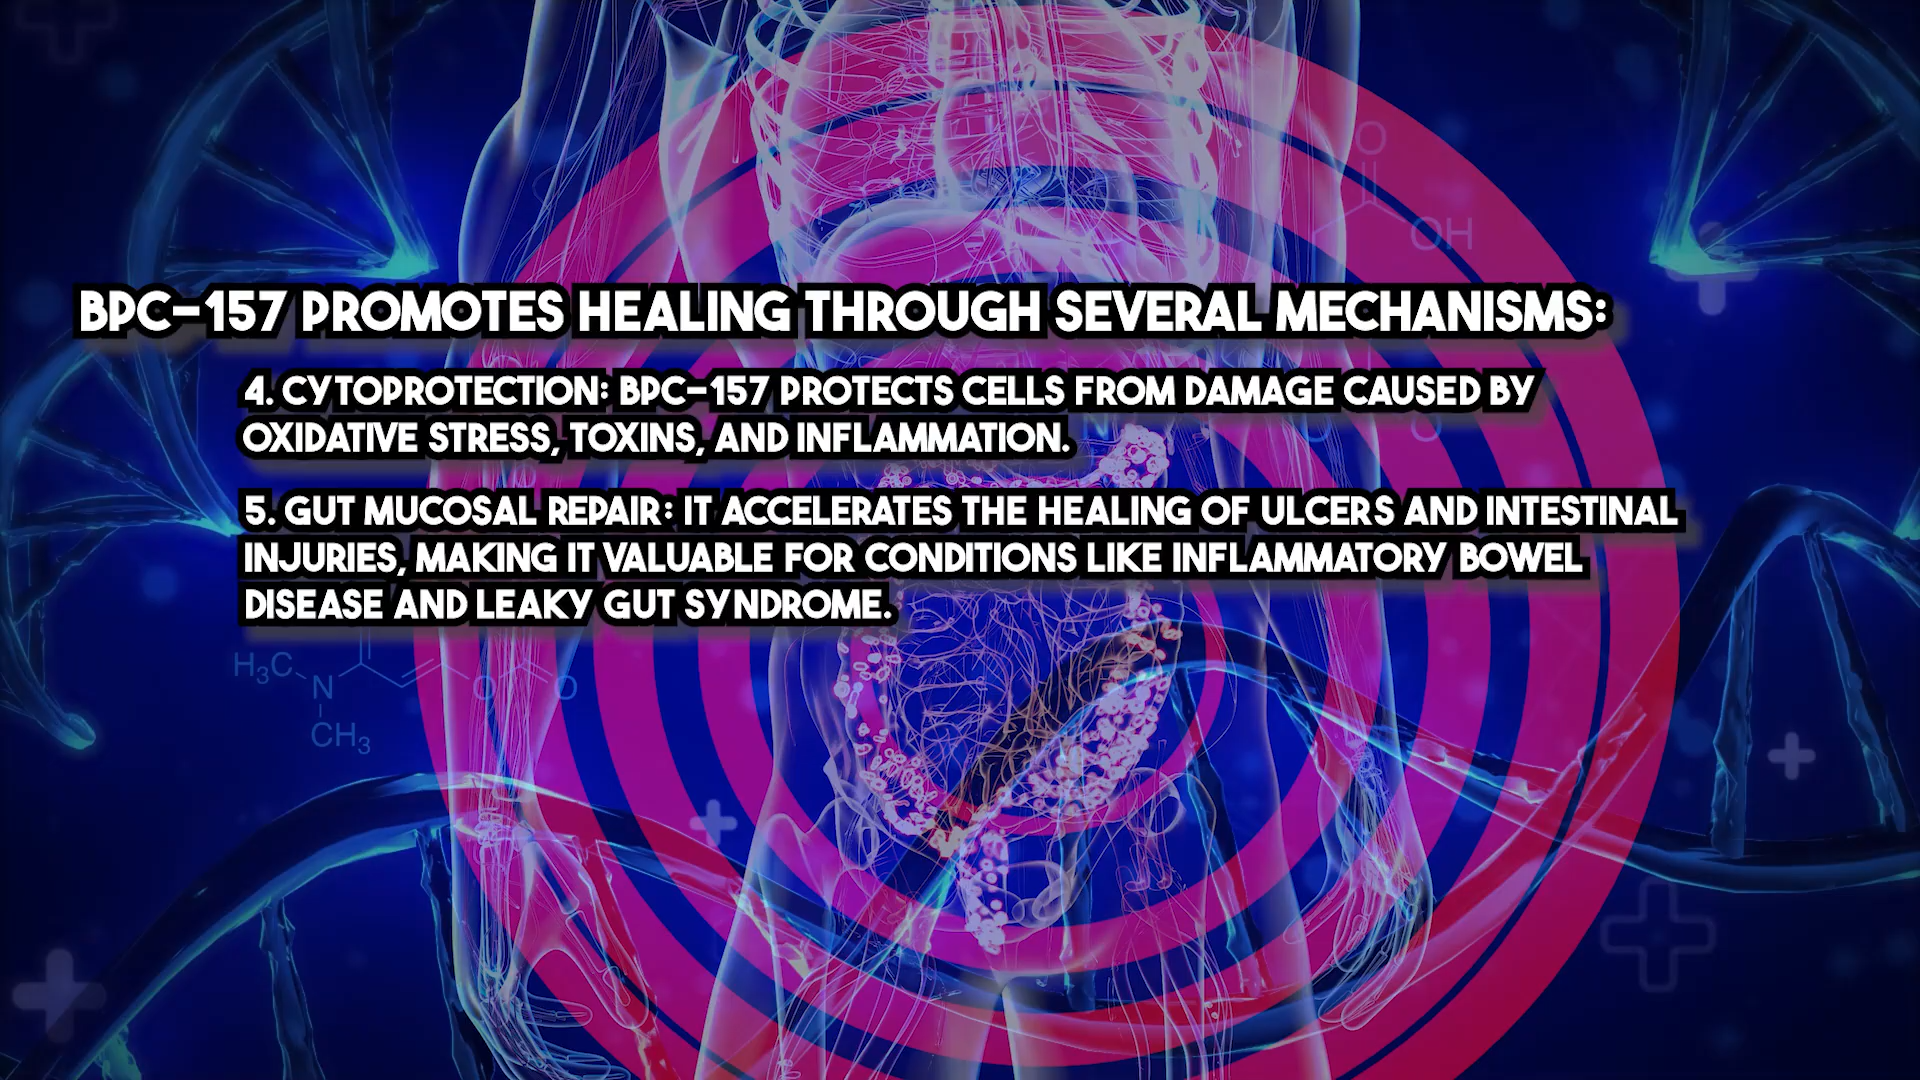 BPC-157 PROMOTES HEALING THROUGH SEVERAL MECHANISMS:
4. CYTOPROTECTION: BPC-157 PROTECTS CELLS FROM DAMAGE CAUSED BY
OXIDATIVE STRESS, TOXINS, AND INFLAMMATION.
5. GUT MUCOSAL REPAIR: IT ACCELERATES THE HEALING OF ULCERS AND INTESTINAL
INJURIES, MAKING IT VALUABLE FOR CONDITIONS LIKE INFLAMMATORY BOWEL
DISEASE AND LEAKY GUT SYNDROME.
O
OH
H₃C
N
O
O
CH₃